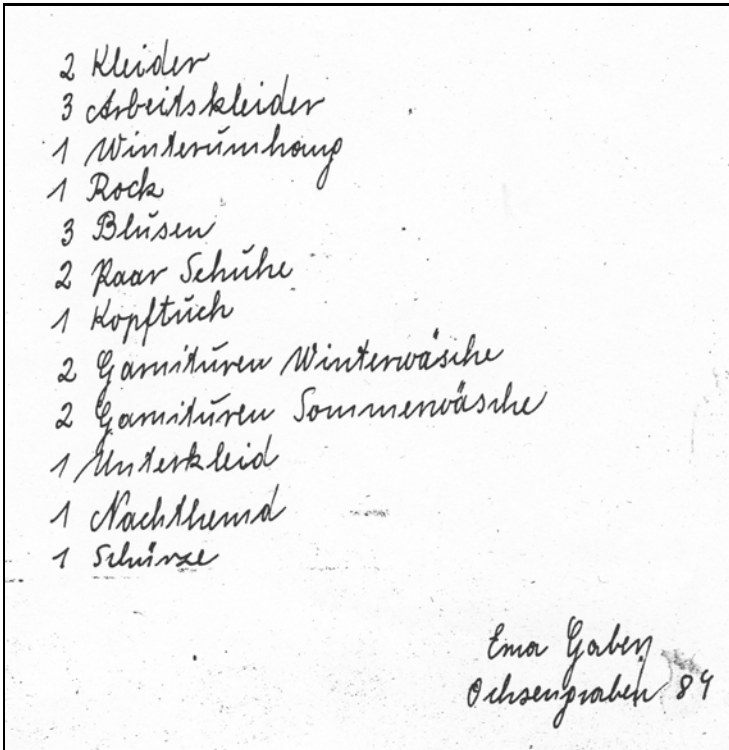 2 Kleider
3 Arbeitskleider
1 Winterumhang
1 Rock
3 Blusen
2 Paar Schuhe
1 Kopftuch
2 Garnituren Winterwäsche
2 Garnituren Sommerwäsche
1 Unterkleid
1 Nachthemd
1 Schürze
Ochsengraben 84